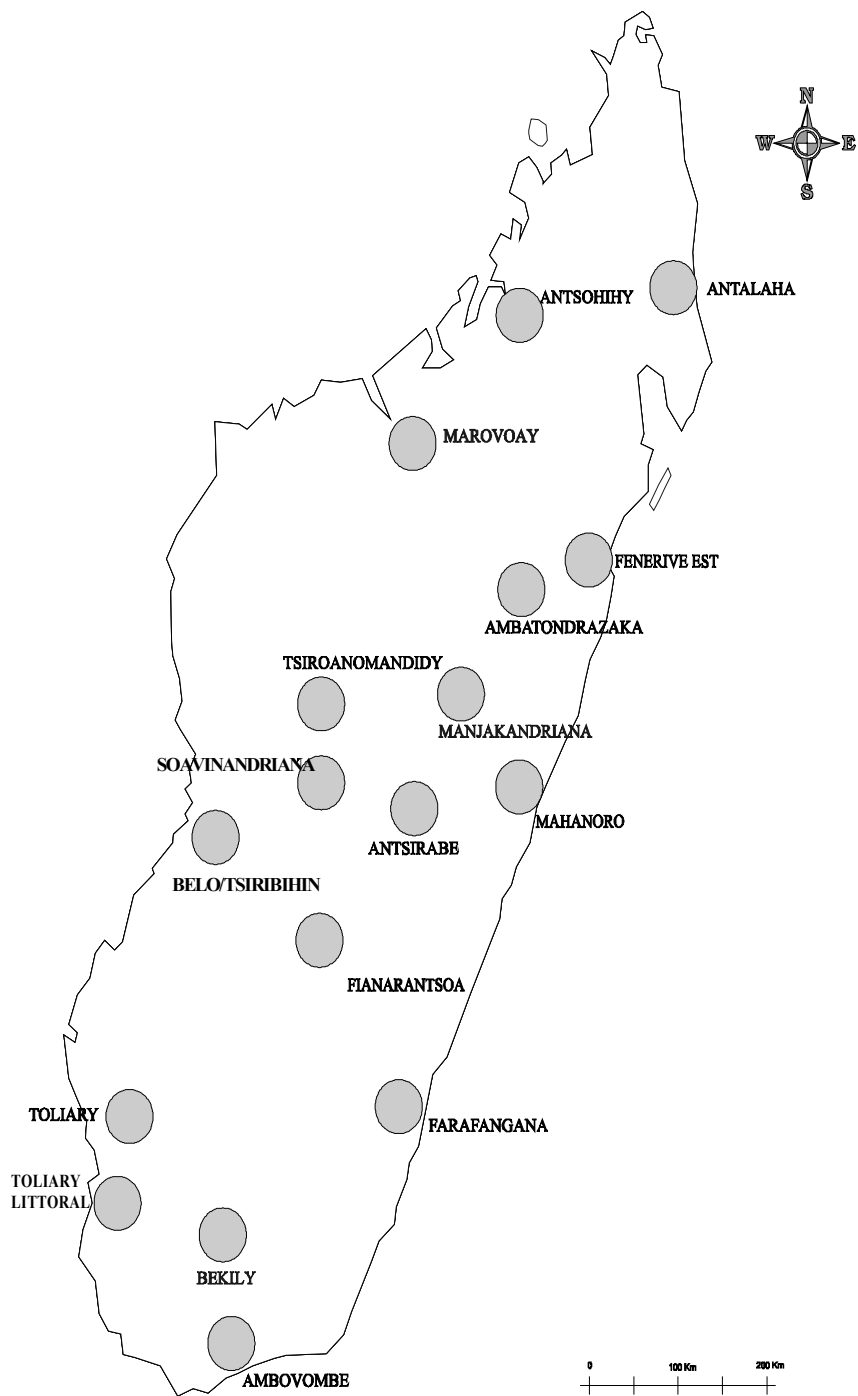 N
W E
S
ANTSOHIHY
ANTALAHA
MAROVOAY
FENERIVE EST
AMBATONDRAZAKA
TSIROANOMANDIDY
MANJAKANDRIANA
SOAVINANDRIANA
MAHANORO
ANTSIRABE
BELO/TSIRIBIHIN
FIANARANTSOA
TOLIARY
FARAFANGANA
TOLIARY
LITTORAL
BEKILY
AMBOVOMBE
0 100 Km 200 Km